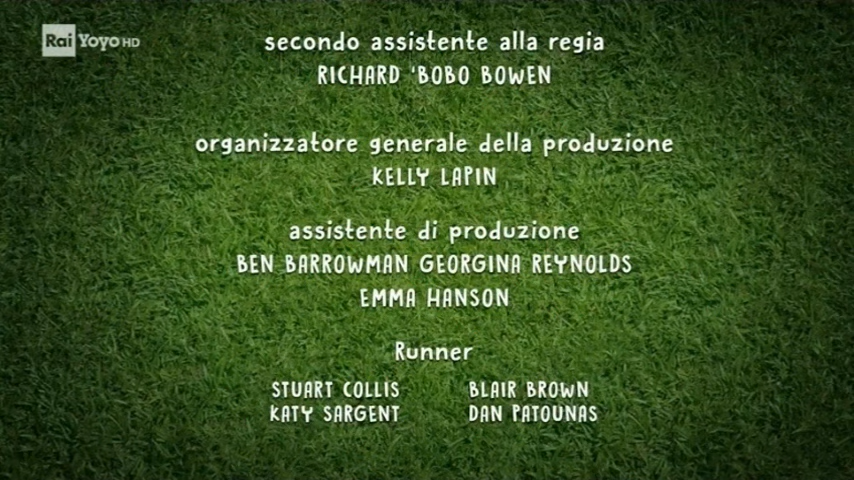 Rai Yoyo HD
secondo assistente alla regia
RICHARD 'BOBO BOWEN
organizzatore generale della produzione
KELLY LAPIN
assistente di produzione
BEN BARROWMAN GEORGINA REYNOLDS
EMMA HANSON
Runner
STUART COLLIS BLAIR BROWN
KATY SARGENT DAN PATOUNAS